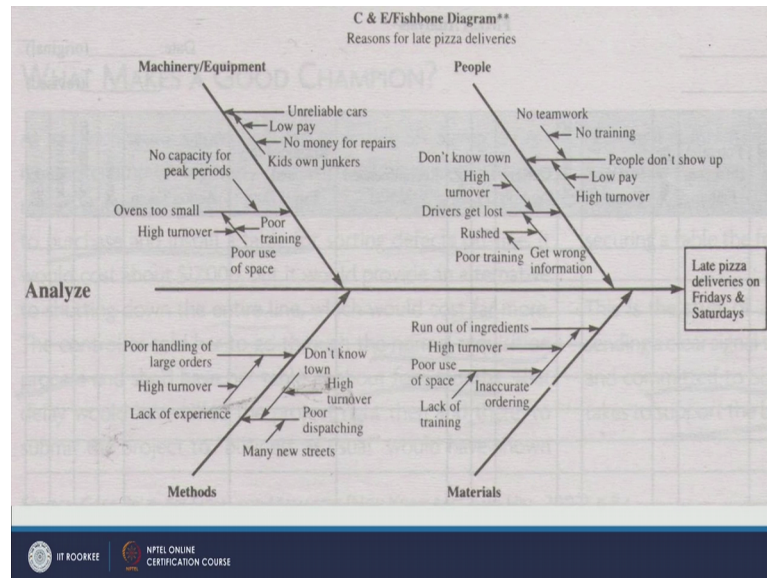 C & E/Fishbone Diagram**
Reasons for late pizza deliveries
WHAT MAKES A GOOD CHAMPION?
Machinery/Equipment
Unreliable cars
Low pay
No money for repairs
Kids own junkers
No capacity for
peak periods
Ovens too small
High turnover
Poor
training
Poor use
of space
People
No teamwork
No training
Don't know town
People don't show up
High
turnover
Low pay
High turnover
Drivers get lost
Rushed
Poor training
Get wrong
information
Analyze
Late pizza
deliveries on
Fridays &
Saturdays
Poor handling of
large orders
Don't know
town
High turnover
High
turnover
Lack of experience
Poor
dispatching
Many new streets
Methods
Run out of ingredients
High turnover
Poor use
of space
Inaccurate
ordering
Lack of
training
Materials
IIT ROORKEE
NPTEL ONLINE
CERTIFICATION COURSE